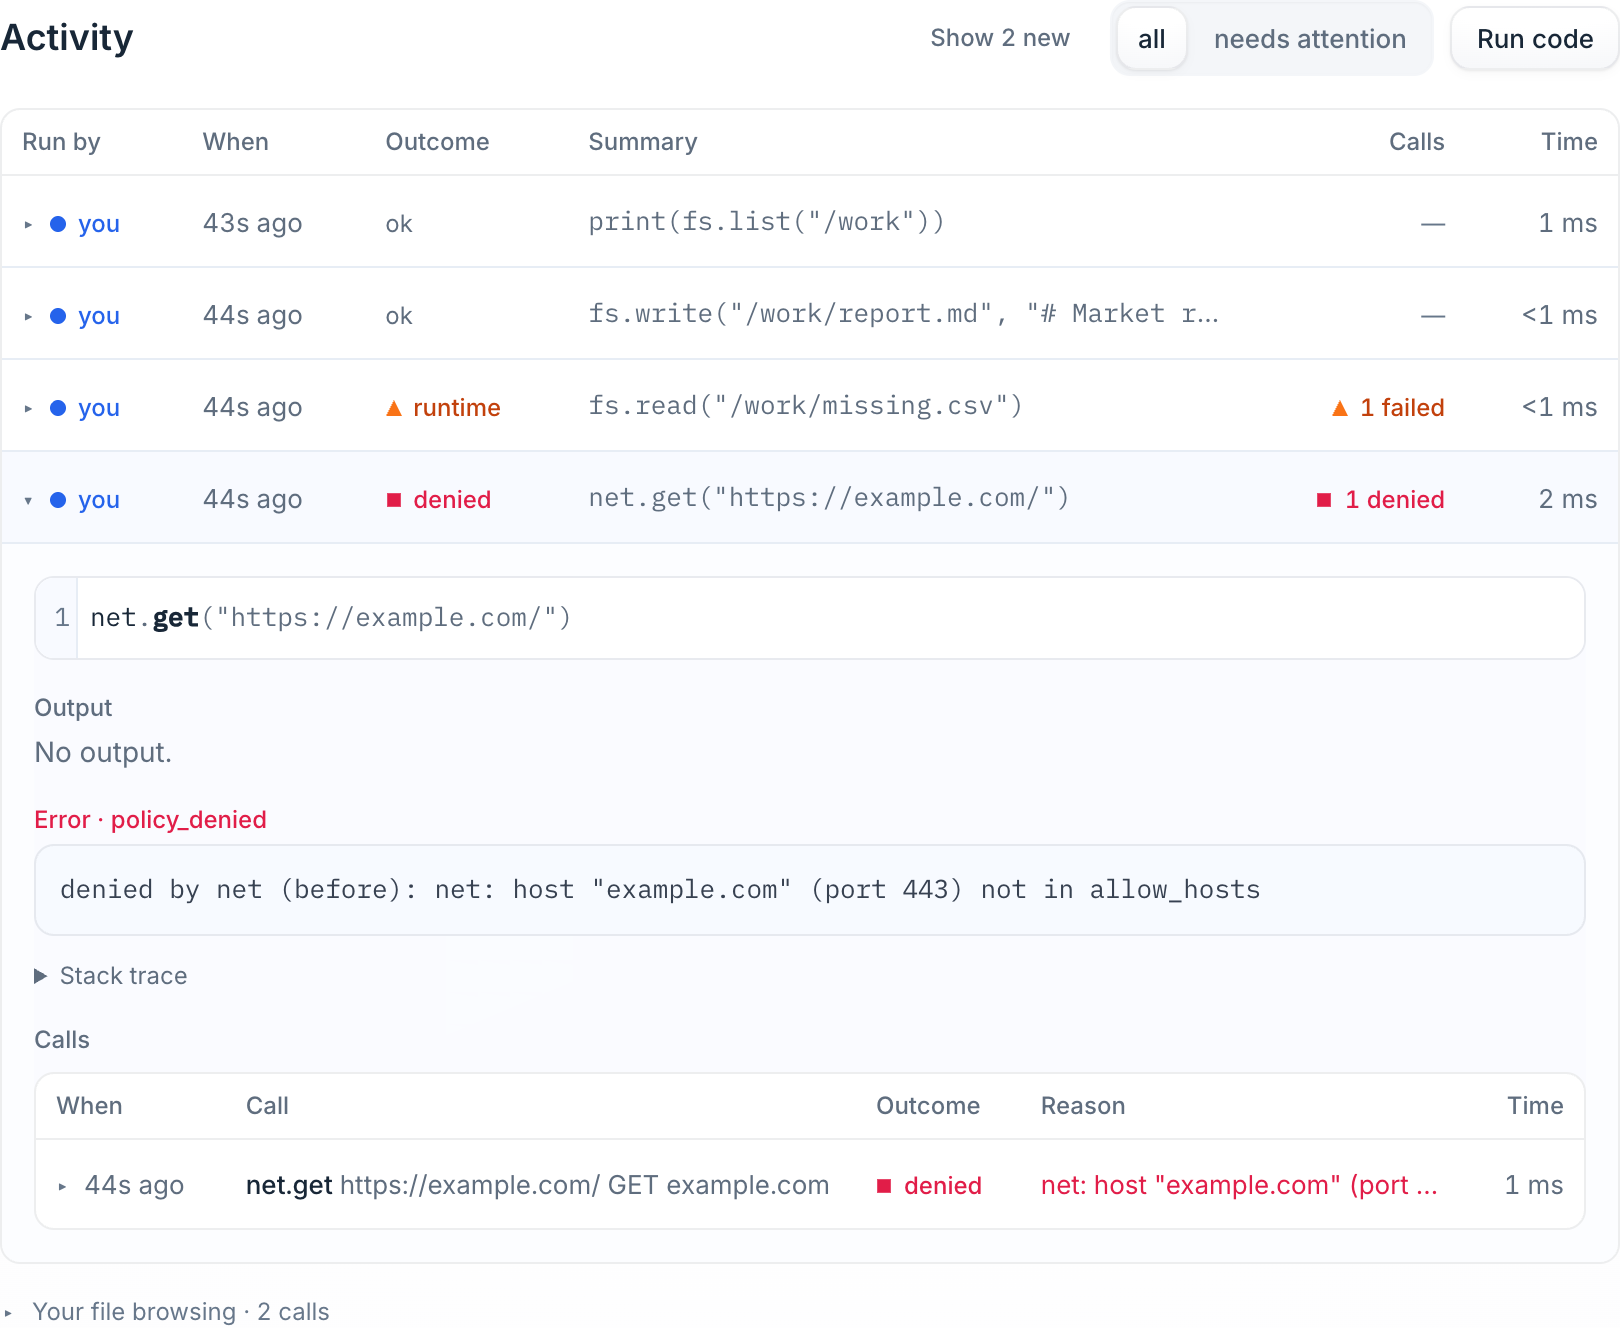 Activity
Show 2 new
all
needs attention
Run code
Run by When Outcome Summary Calls Time
you 43s ago ok print(fs.list("/work")) — 1 ms
you 44s ago ok fs.write("/work/report.md", "# Market r... — <1 ms
you 44s ago runtime fs.read("/work/missing.csv") 1 failed <1 ms
you 44s ago denied net.get("https://example.com/") 1 denied 2 ms
1 net.get("https://example.com/")
Output
No output.
Error · policy_denied
denied by net (before): net: host "example.com" (port 443) not in allow_hosts
Stack trace
Calls
When Call Outcome Reason Time
44s ago net.get https://example.com/ GET example.com denied net: host "example.com" (port ... 1 ms
Your file browsing · 2 calls